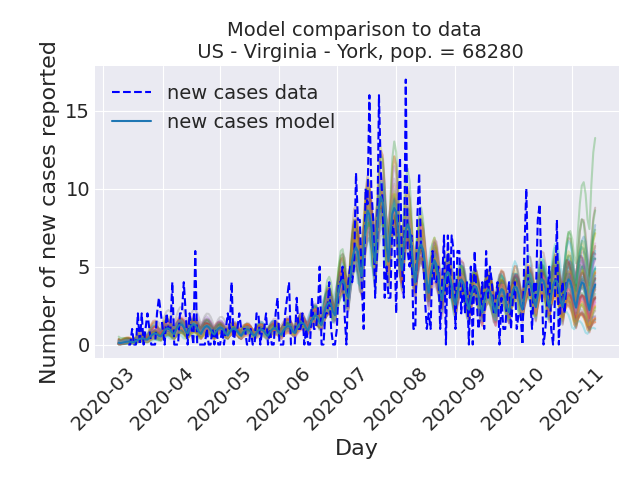 Model comparison to data
US - Virginia - York, pop. = 68280
new cases data
new cases model
Number of new cases reported
15
10
5
0
2020-03
2020-04
2020-05
2020-06
2020-07
2020-08
2020-09
2020-10
2020-11
Day